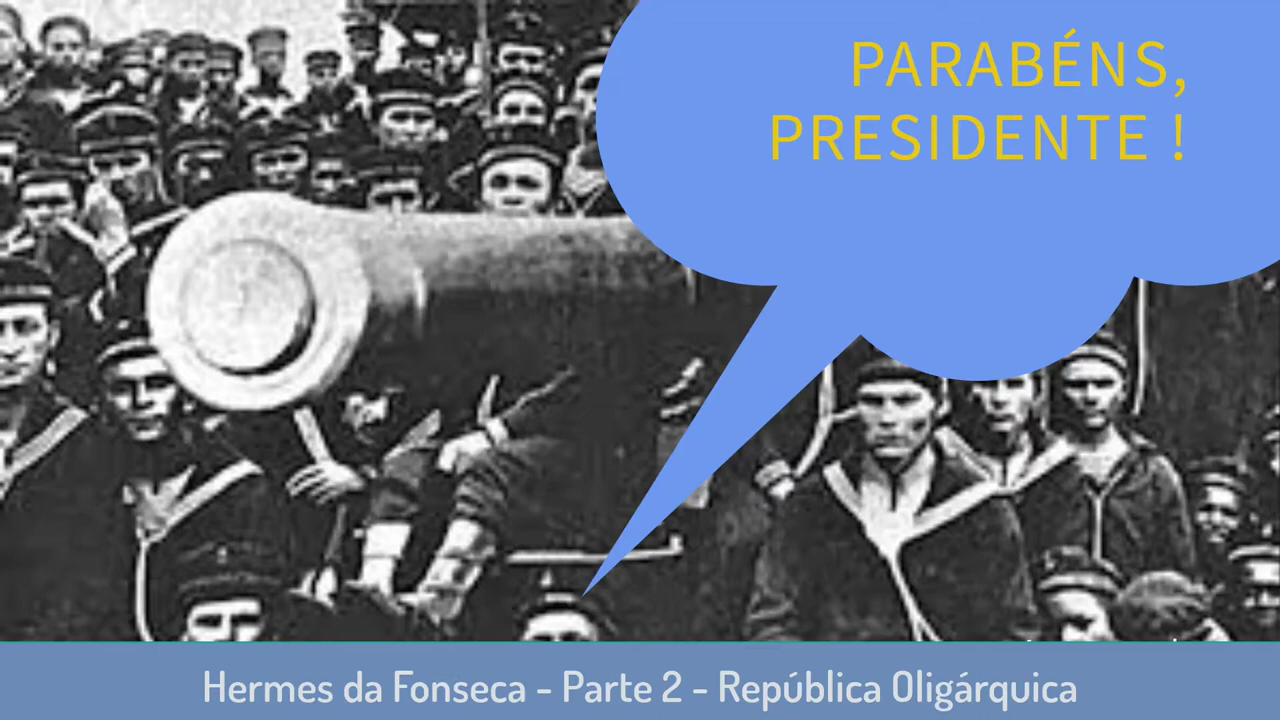 PARABÉNS,
PRESIDENTE !
Hermes da Fonseca - Parte 2 - República Oligárquica